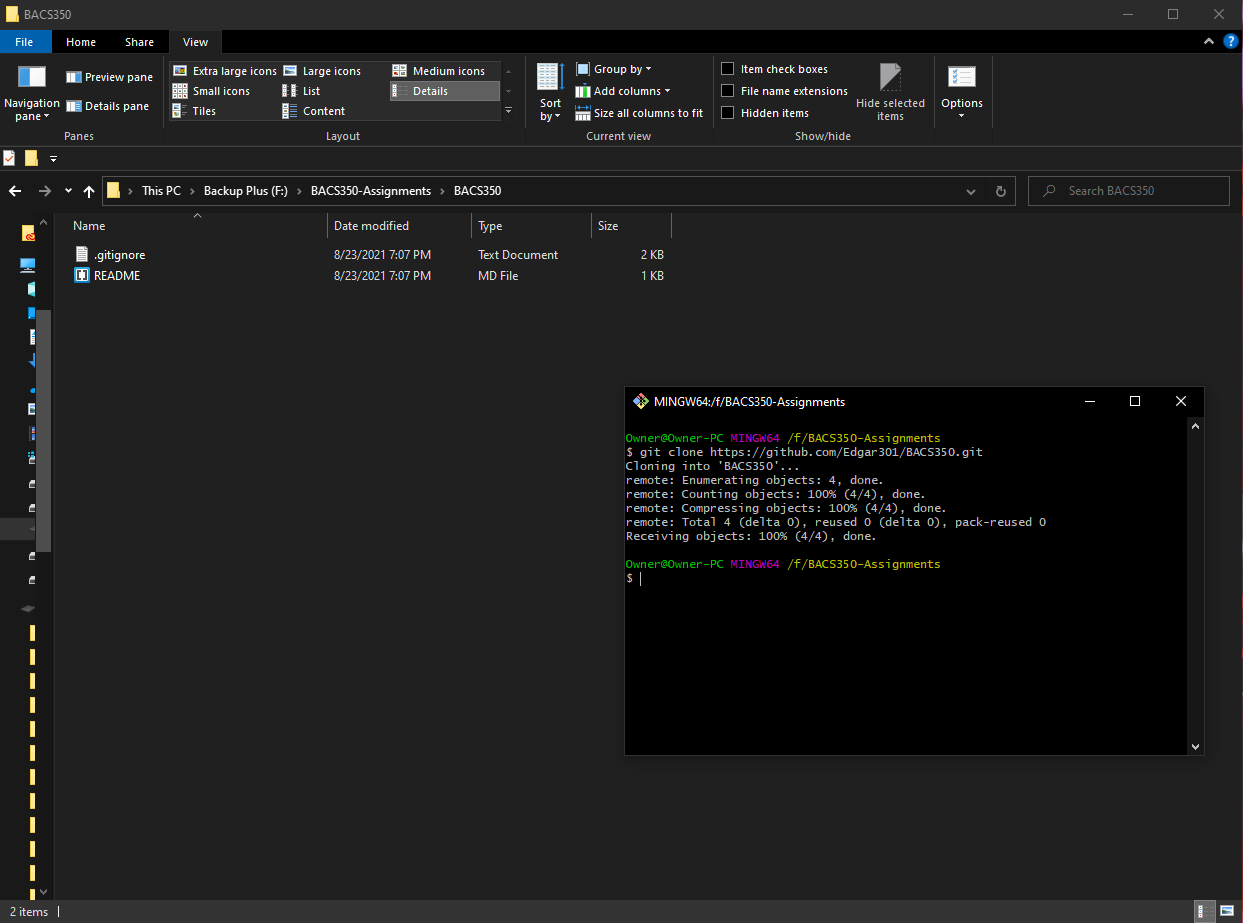 BACS350
File Home Share View
Navigation pane
Preview pane
Details pane
Panes
Extra large icons Large icons Medium icons
Small icons List Details
Tiles Content
Layout
Sort by
Group by
Add columns
Size all columns to fit
Current view
Item check boxes
File name extensions
Hidden items
Hide selected items
Show/hide
Options
This PC > Backup Plus (F:) > BACS350-Assignments > BACS350
Search BACS350
Name Date modified Type Size
.gitignore 8/23/2021 7:07 PM Text Document 2 KB
README 8/23/2021 7:07 PM MD File 1 KB
MINGW64:/f/BACS350-Assignments
Owner@Owner-PC MINGW64 /f/BACS350-Assignments
$ git clone https://github.com/Edgar301/BACS350.git
Cloning into 'BACS350'...
remote: Enumerating objects: 4, done.
remote: Counting objects: 100% (4/4), done.
remote: Compressing objects: 100% (4/4), done.
remote: Total 4 (delta 0), reused 0 (delta 0), pack-reused 0
Receiving objects: 100% (4/4), done.
Owner@Owner-PC MINGW64 /f/BACS350-Assignments
$
2 items